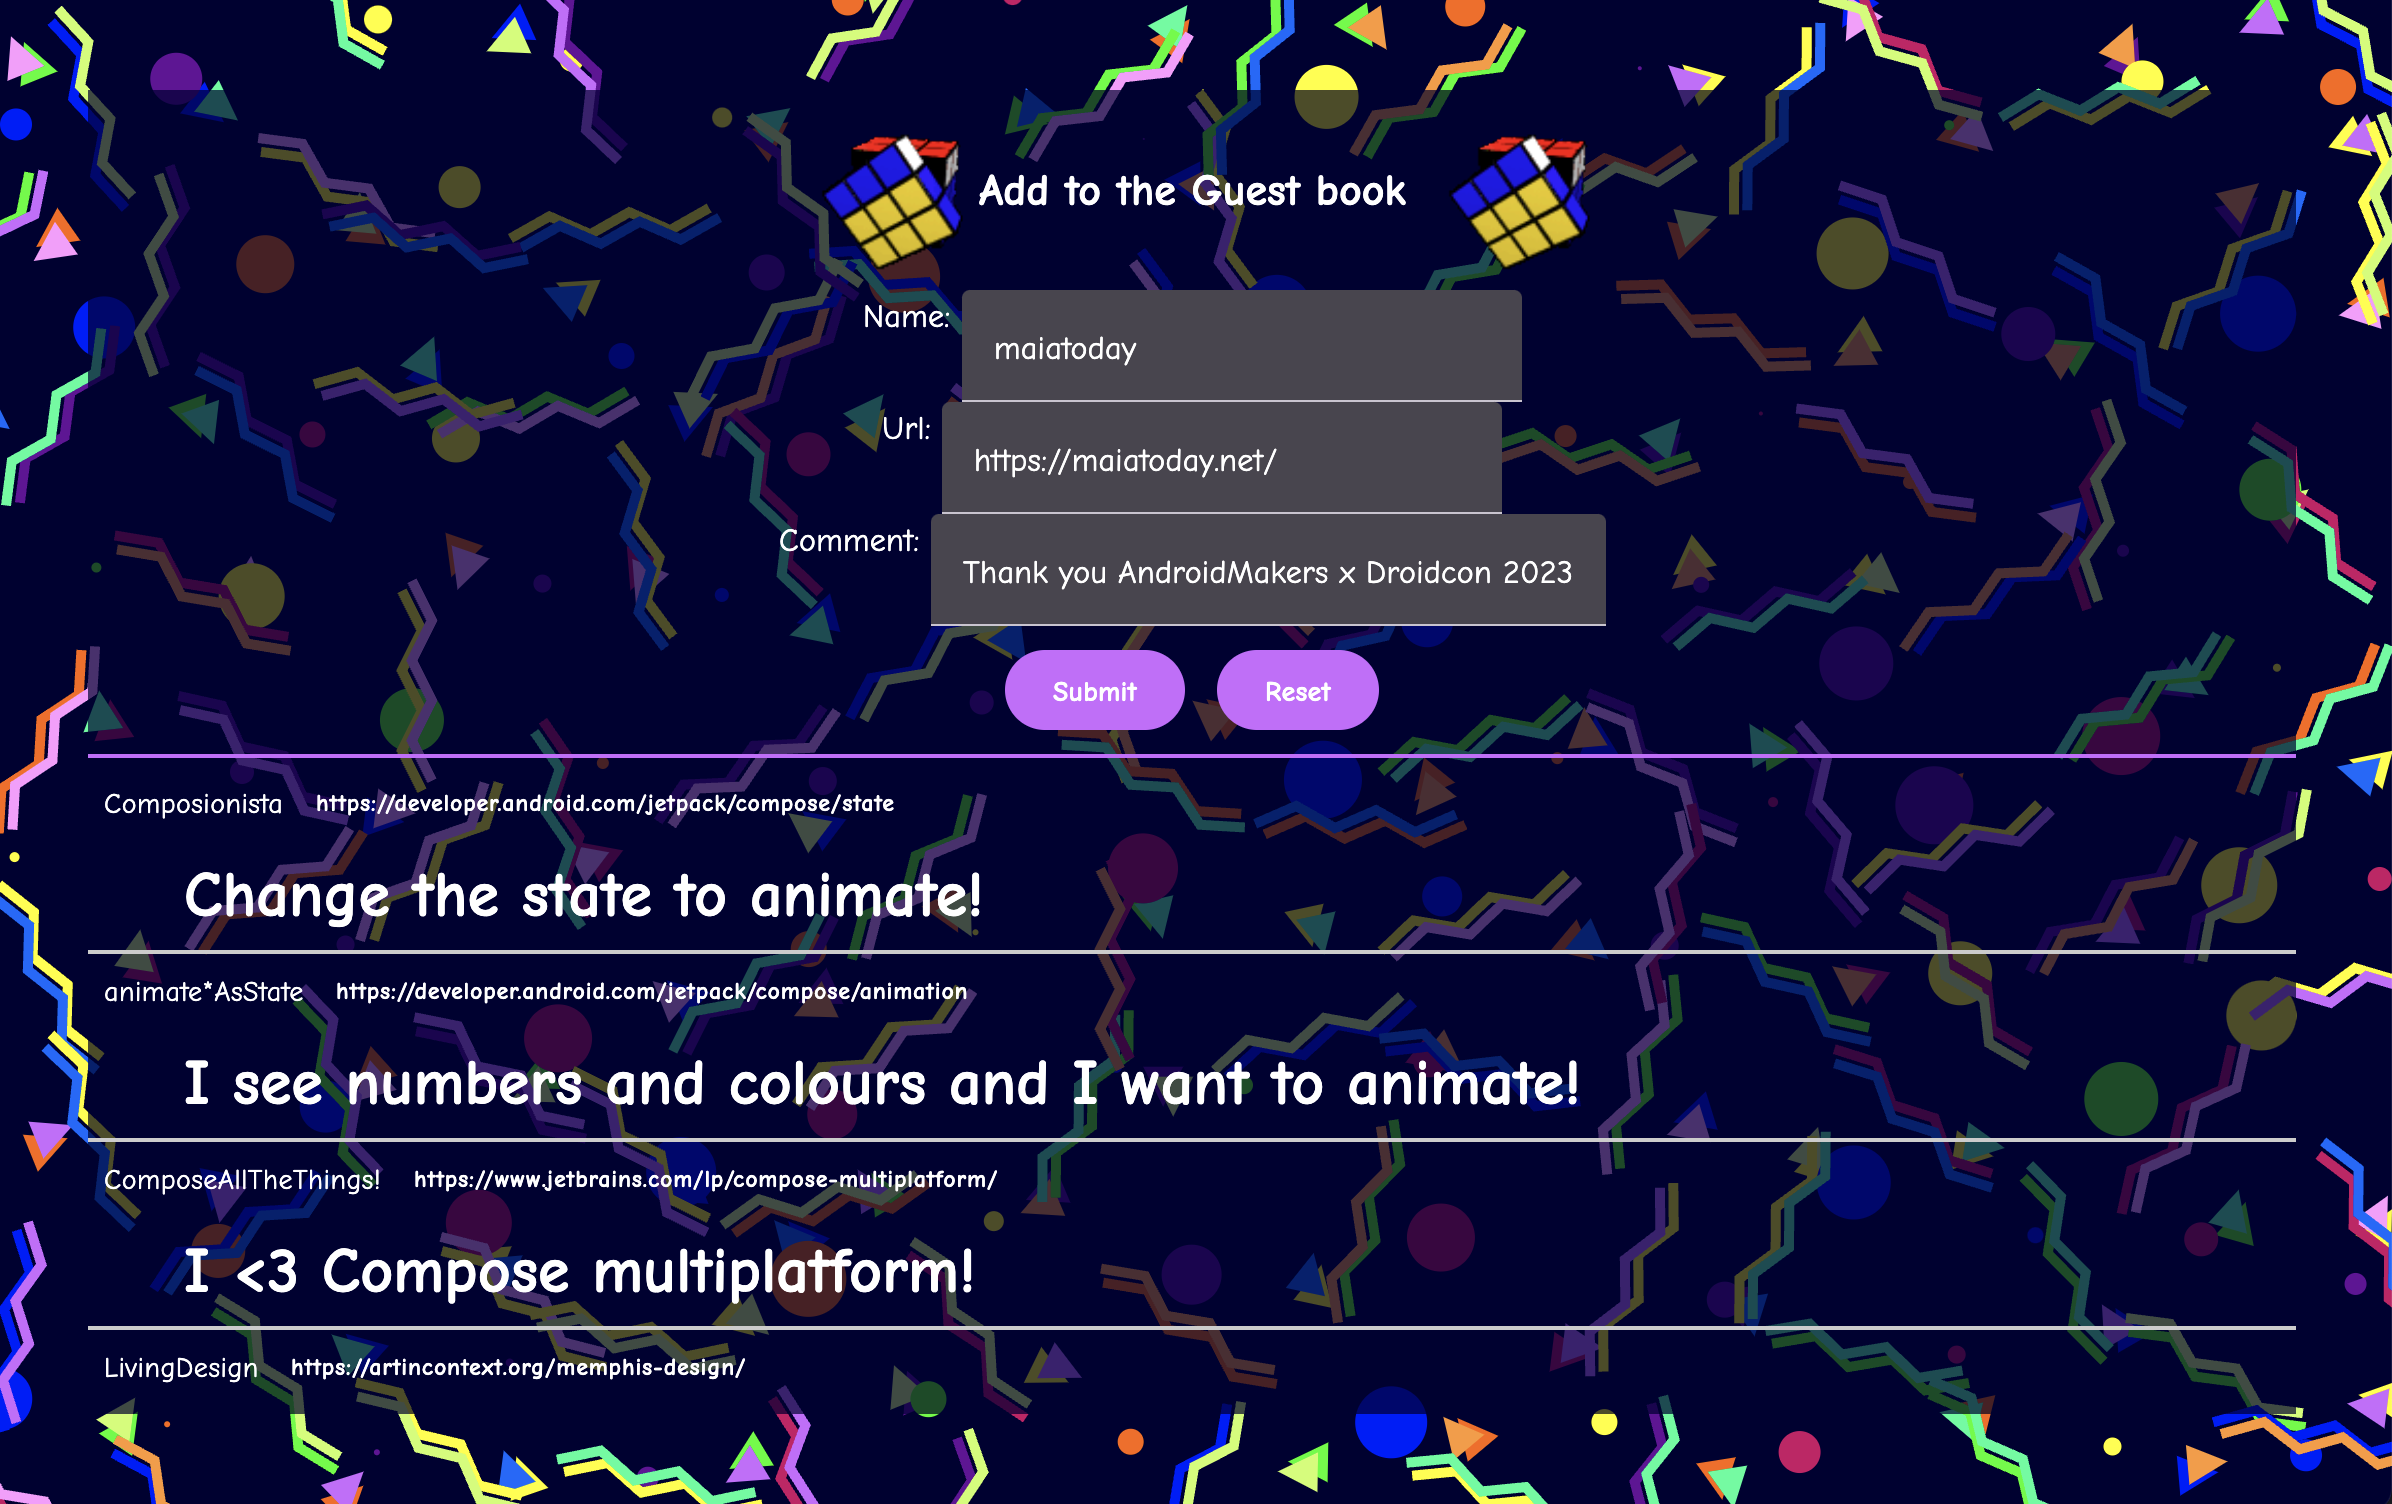 Add to the Guest book
Name: maiatoday
Url: https://maiatoday.net/
Comment: Thank you AndroidMakers x Droidcon 2023
Submit Reset
Composionista https://developer.android.com/jetpack/compose/state
Change the state to animate!
animate*AsState https://developer.android.com/jetpack/compose/animation
I see numbers and colours and I want to animate!
ComposeAllTheThings! https://www.jetbrains.com/lp/compose-multiplatform/
I <3 Compose multiplatform!
LivingDesign https://artincontext.org/memphis-design/